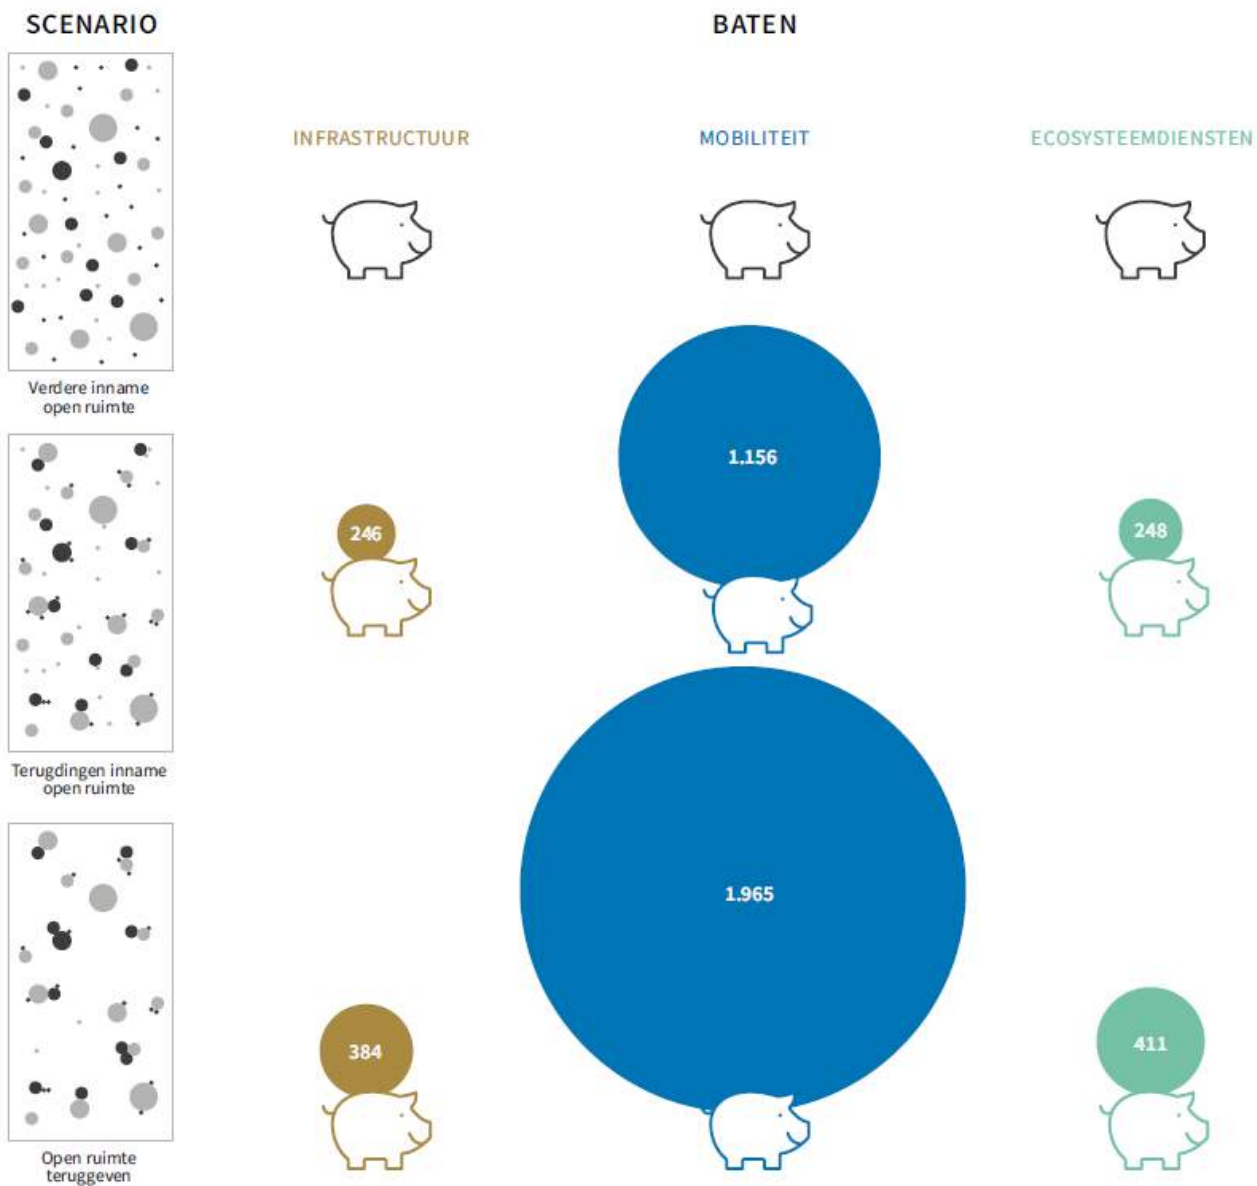 SCENARIO
BATEN
INFRASTRUCTUUR
MOBILITEIT
ECOSYSTEEMDIENSTEN
Verdere inname
open ruimte
1.156
246
248
Terugdingen inname
open ruimte
1.965
384
411
Open ruimte
teruggeven